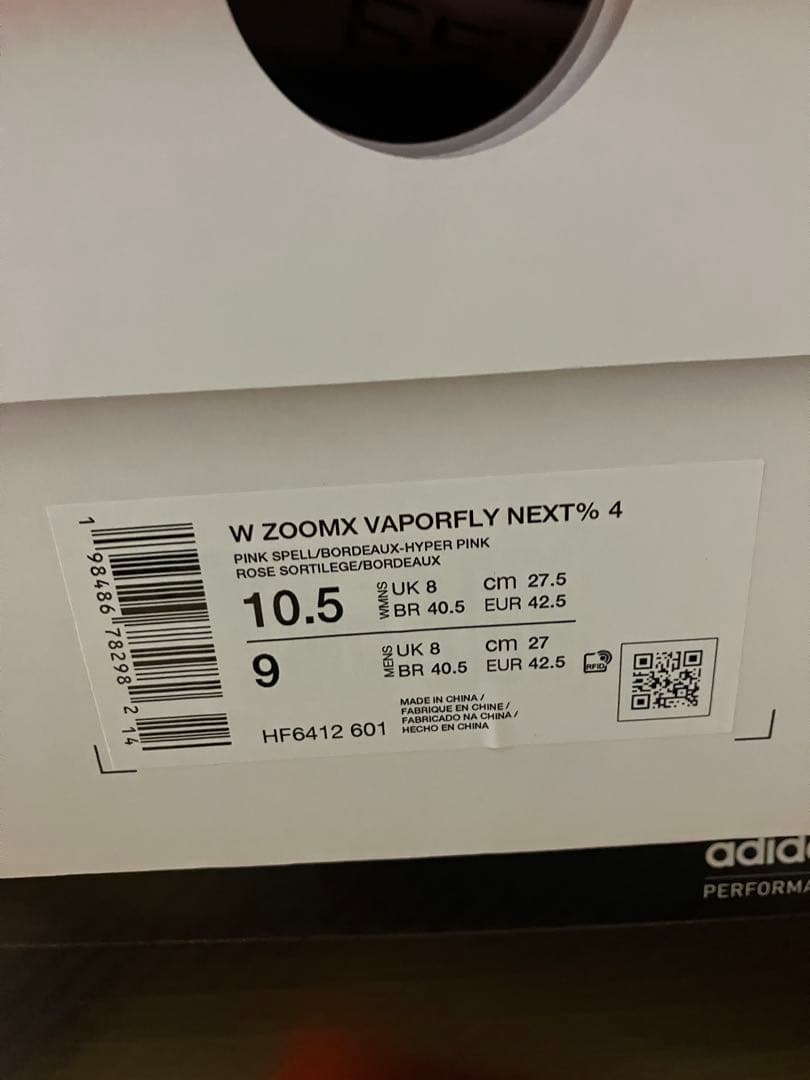 W ZOOMX VAPORFLY NEXT% 4
PINK SPELL/BORDEAUX-HYPER PINK
ROSE SORTILEGE/BORDEAUX
10.5 WMNS UK 8 cm 27.5
BR 40.5 EUR 42.5
9 MENS UK 8 cm 27
BR 40.5 EUR 42.5
RFID
MADE IN CHINA /
FABRIQUE EN CHINE /
FABRICADO NA CHINA /
HECHO EN CHINA
HF6412 601
1 98486 78298 2 14
adid
PERFORMA